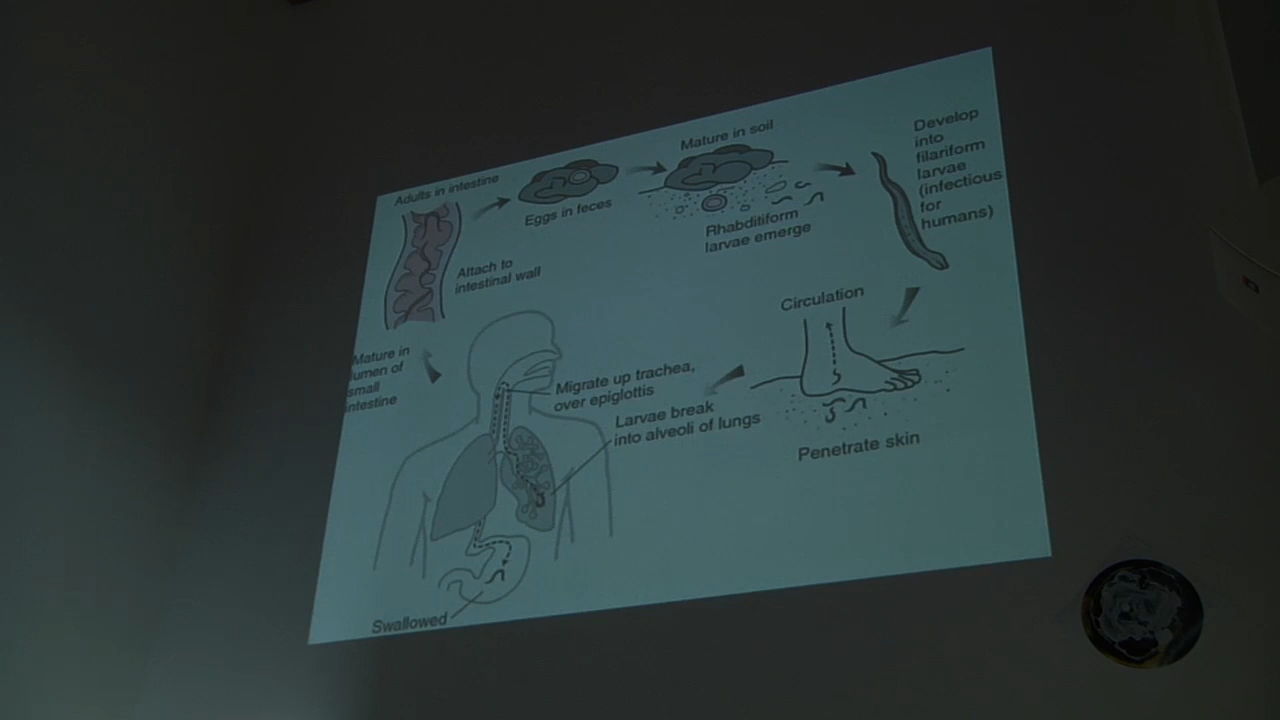 Adults in intestine
Eggs in feces
Mature in soil
Rhabditiform
larvae emerge
Develop
into
filariform
larvae
(infectious
for
humans)
Attach to
intestinal wall
Circulation
Penetrate skin
Mature in
lumen of
small
intestine
Migrate up trachea,
over epiglottis
Larvae break
into alveoli of lungs
Swallowed